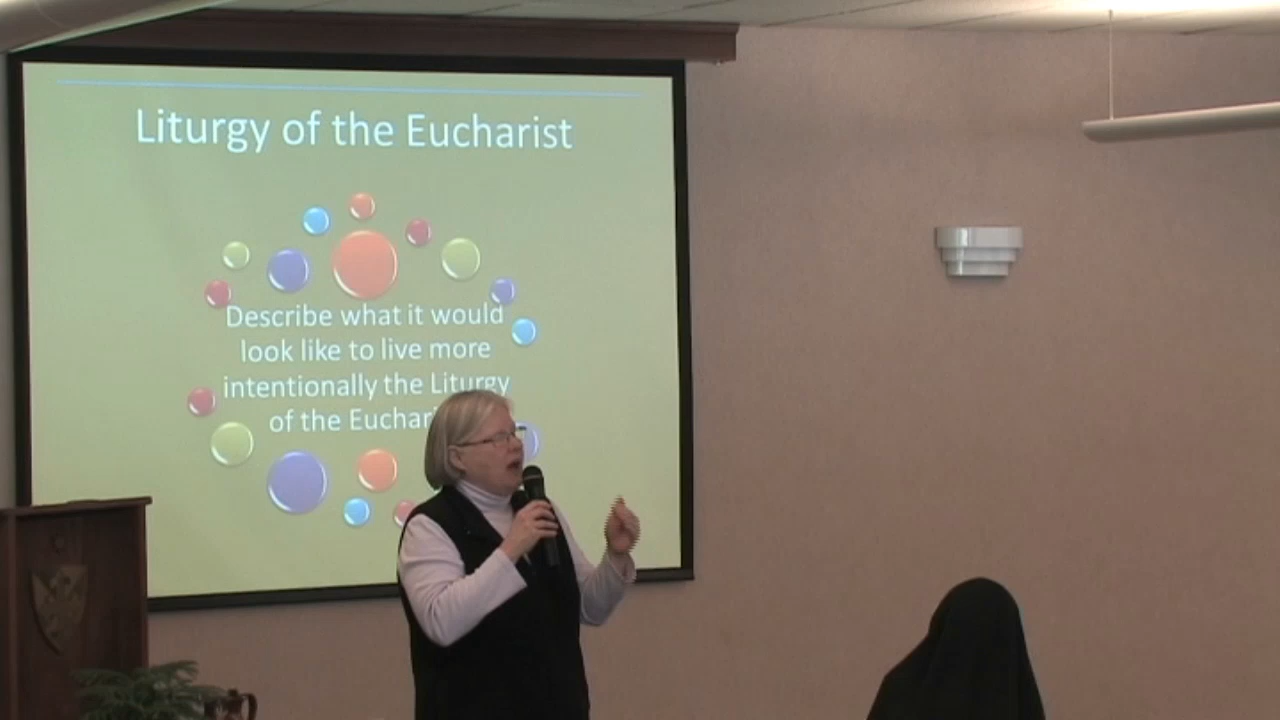 Liturgy of the Eucharist
Describe what it would
look like to live more
intentionally the Liturgy
of the